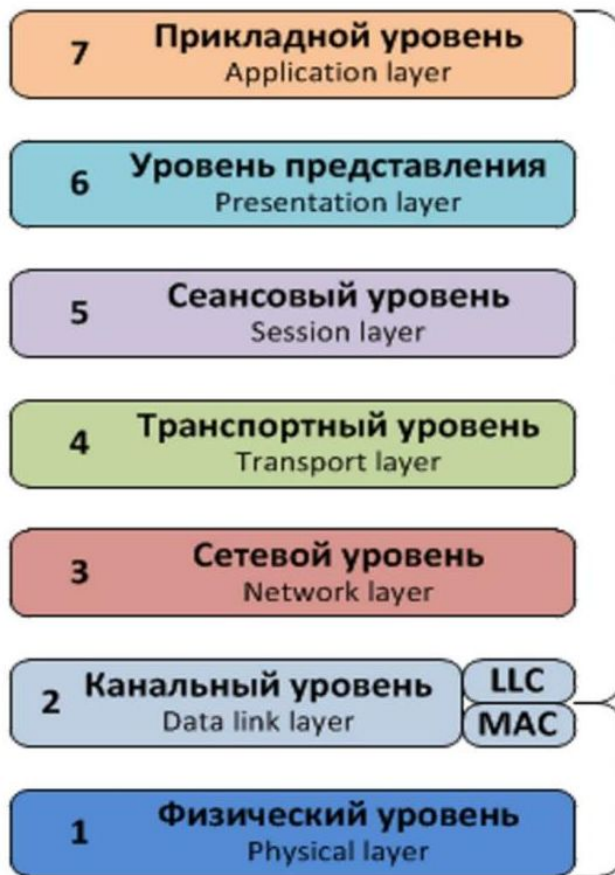 7 Прикладной уровень
Application layer
6 Уровень представления
Presentation layer
5 Сеансовый уровень
Session layer
4 Транспортный уровень
Transport layer
3 Сетевой уровень
Network layer
2 Канальный уровень LLC
Data link layer MAC
1 Физический уровень
Physical layer